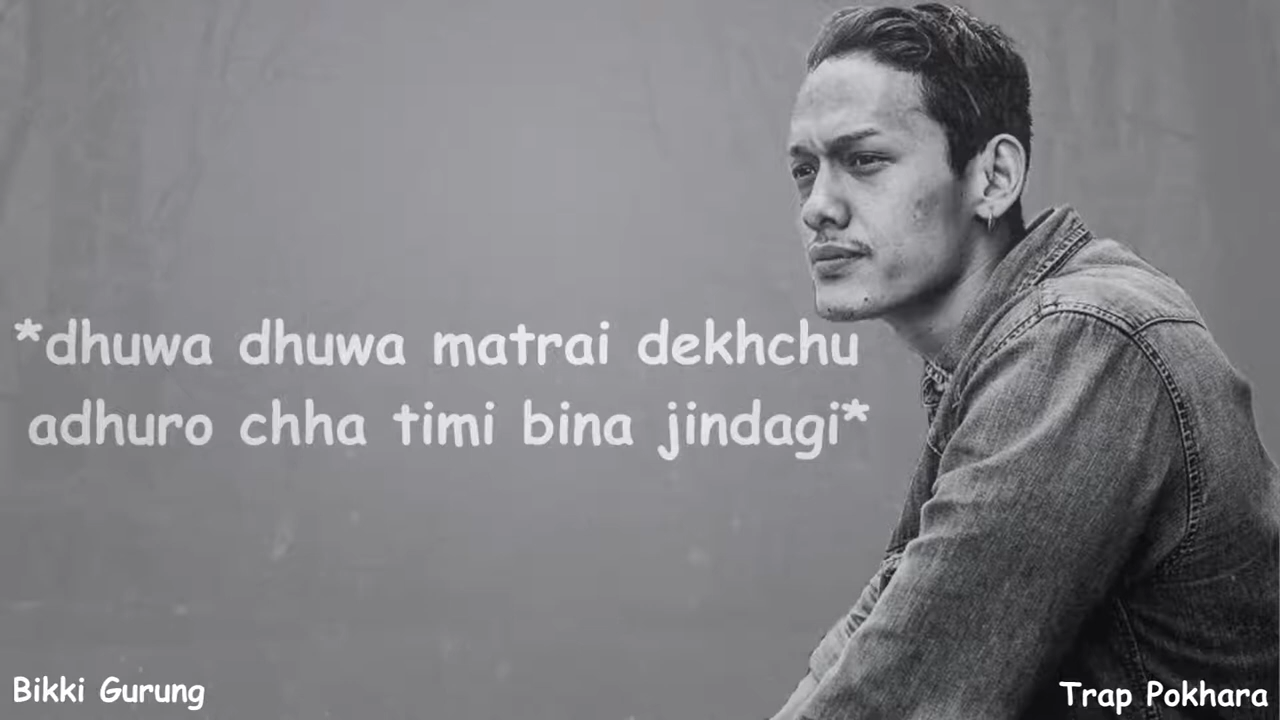 *dhuwa dhuwa matrai dekhchu
adhuro chha timi bina jindagi*
Bikki Gurung
Trap Pokhara